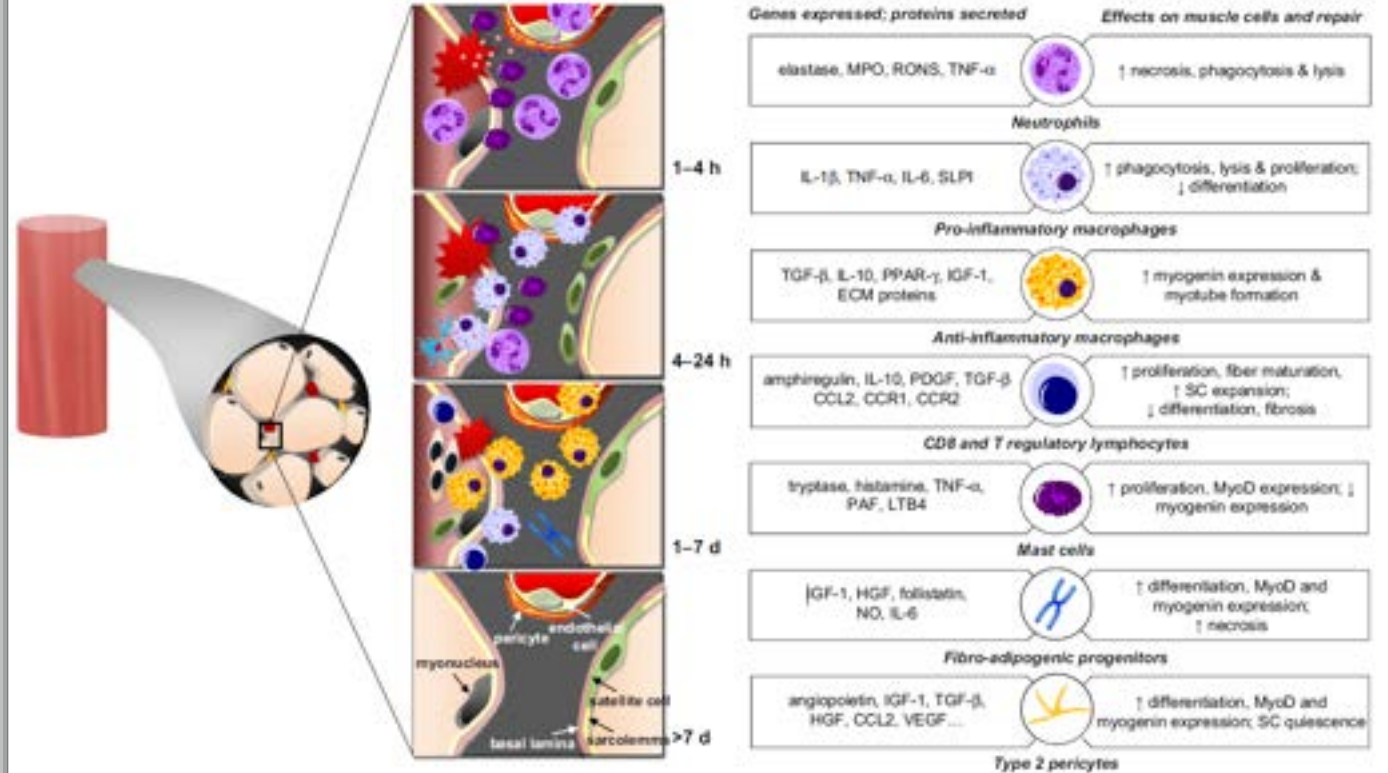 Genes expressed; proteins secreted
Effects on muscle cells and repair
elastase, MPO, RONS, TNF-α
↑ necrosis, phagocytosis & lysis
Neutrophils
1–4 h
IL-1β, TNF-α, IL-6, SLPI
↑ phagocytosis, lysis & proliferation;
↓ differentiation
Pro-inflammatory macrophages
TGF-β, IL-10, PPAR-γ, IGF-1,
ECM proteins
↑ myogenin expression &
myotube formation
Anti-inflammatory macrophages
4–24 h
amphiregulin, IL-10, PDGF, TGF-β
CCL2, CCR1, CCR2
↑ proliferation, fiber maturation,
↑ SC expansion;
↓ differentiation, fibrosis
CD8 and T regulatory lymphocytes
tryptase, histamine, TNF-α,
PAF, LTB4
↑ proliferation, MyoD expression; ↓
myogenin expression
Mast cells
1–7 d
IGF-1, HGF, follistatin,
NO, IL-6
↑ differentiation, MyoD and
myogenin expression;
↑ necrosis
Fibro-adipogenic progenitors
pericyte
endothelial
cell
myonucleus
satellite cell
basal lamina
sarcolemma
>7 d
angiopoietin, IGF-1, TGF-β,
HGF, CCL2, VEGF...
↑ differentiation, MyoD and
myogenin expression; SC quiescence
Type 2 pericytes